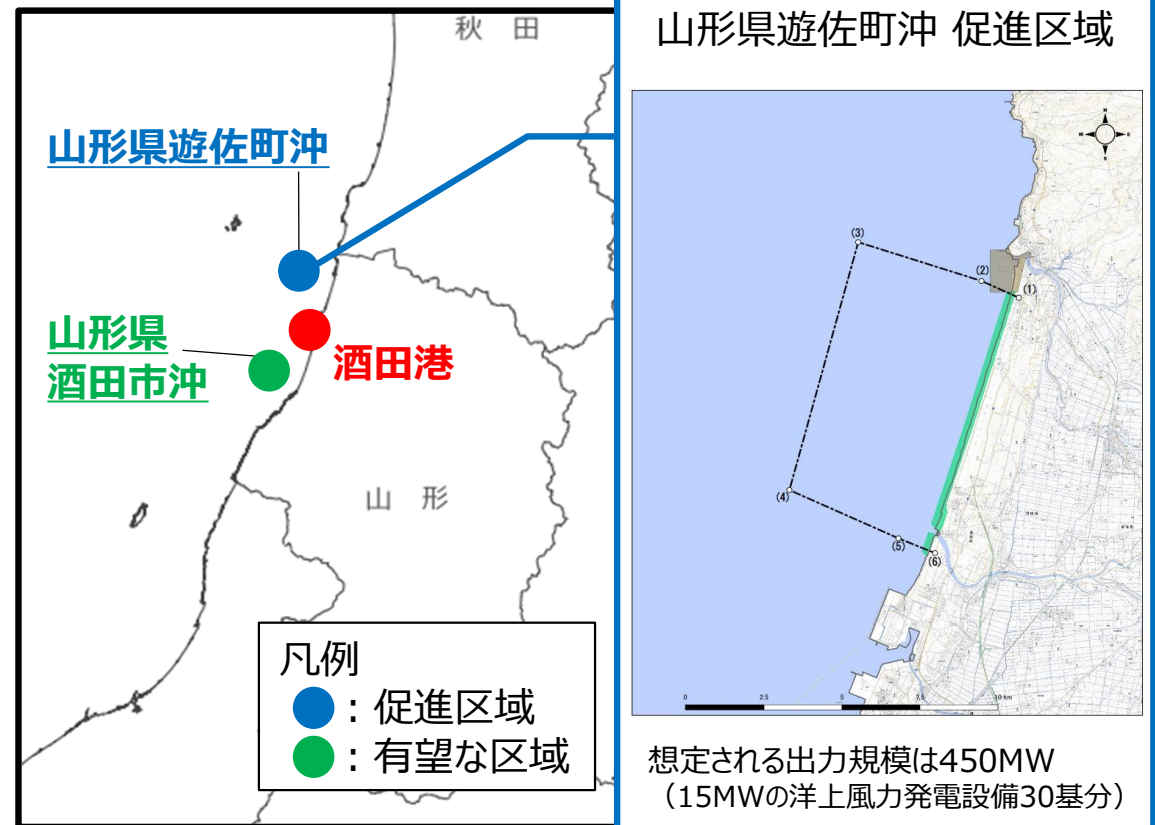 秋 田
山形県遊佐町沖
山形県
酒田市沖
酒田港
山 形
凡例
：促進区域
：有望な区域
山形県遊佐町沖 促進区域
N
W
E
S
(3)
(2)
(1)
(4)
(5)
(6)
0 2.5 5 7.5 10 km
想定される出力規模は450MW
（15MWの洋上風力発電設備30基分）